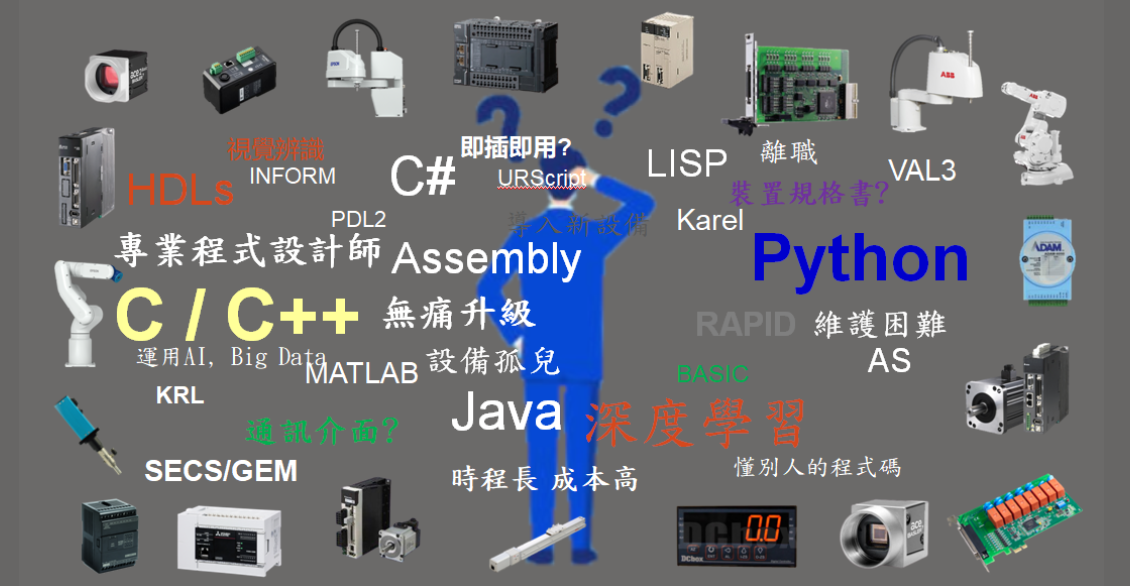 ace
ABB
即插即用?
視覺辨識
離職
LISP
C#
VAL3
INFORM
URScript
HDLs
裝置規格書?
PDL2
導入新設備
Karel
專業程式設計師
Assembly
Python
ADAM
C / C++
無痛升級
RAPID
維護困難
運用AI, Big Data
設備孤兒
AS
MATLAB
BASIC
KRL
Java
深度學習
通訊介面?
SECS/GEM
時程長 成本高
懂別人的程式碼
0.0
DCbox
ace